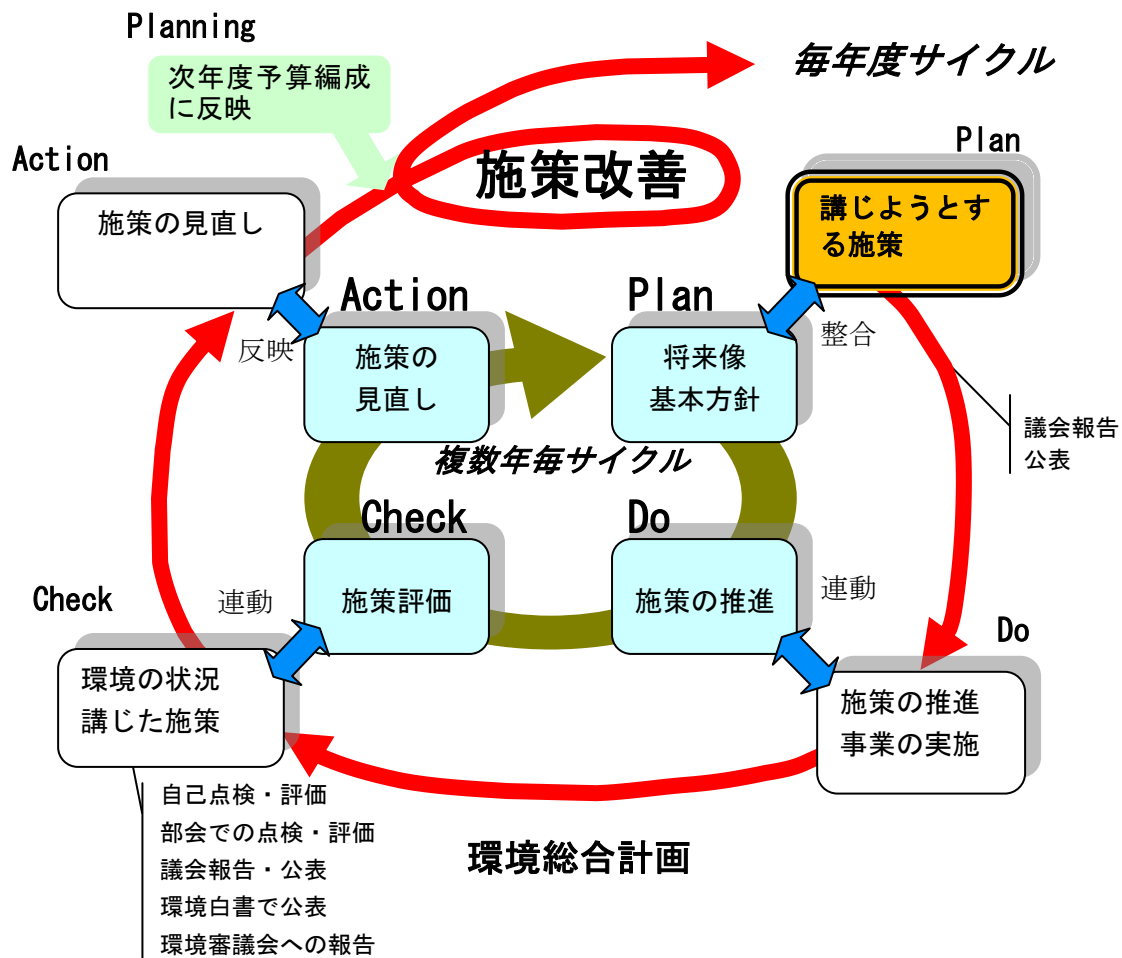 Planning
次年度予算編成
に反映
毎年度サイクル
Action
施策の見直し
施策改善
Plan
講じようとす
る施策
Action
施策の
見直し
反映
Plan
将来像
基本方針
整合
議会報告
公表
複数年毎サイクル
Check
施策評価
連動
Do
施策の推進
連動
Check
環境の状況
講じた施策
Do
施策の推進
事業の実施
自己点検・評価
部会での点検・評価
議会報告・公表
環境白書で公表
環境審議会への報告
環境総合計画